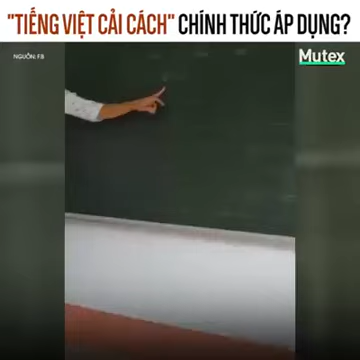 "TIẾNG VIỆT CẢI CÁCH" CHÍNH THỨC ÁP DỤNG?
NGUỒN: FB
Mutex